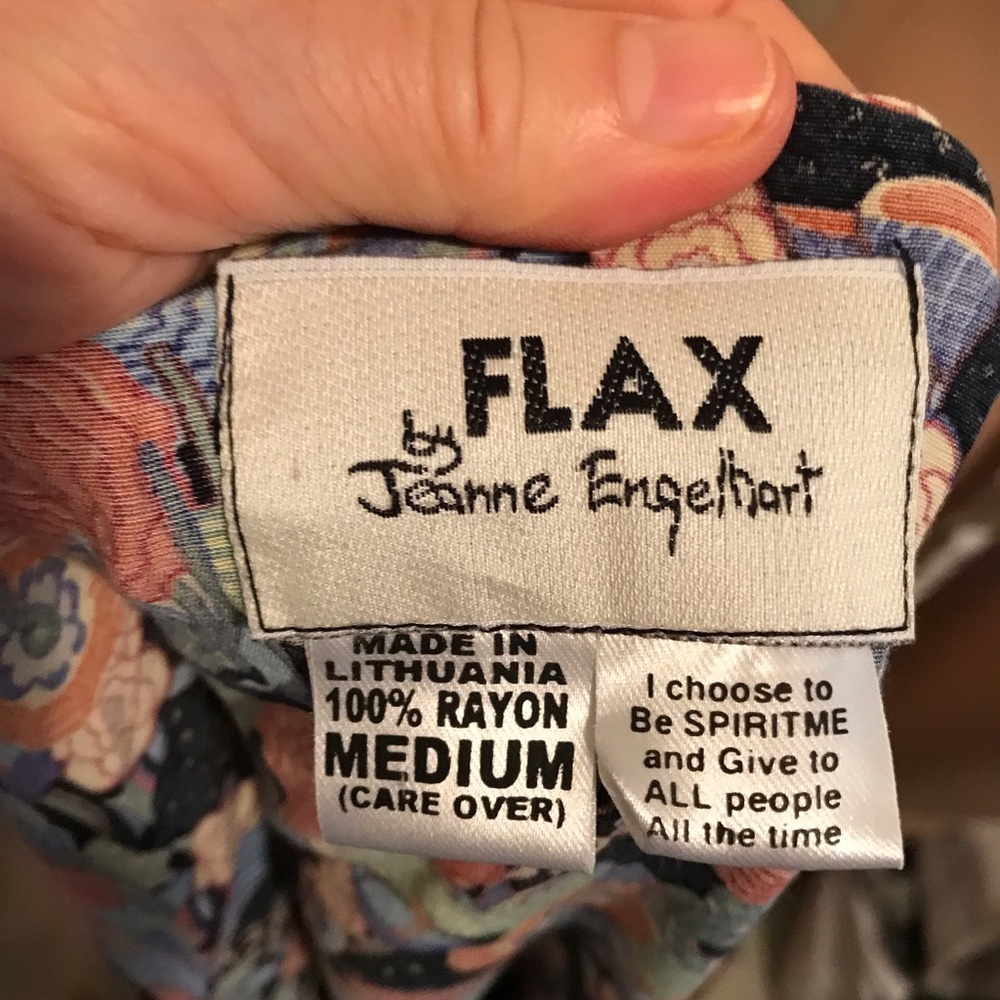 FLAX
by
Jeanne Engelhart
MADE IN
LITHUANIA
100% RAYON
MEDIUM
(CARE OVER)
I choose to
Be SPIRITME
and Give to
ALL people
All the time